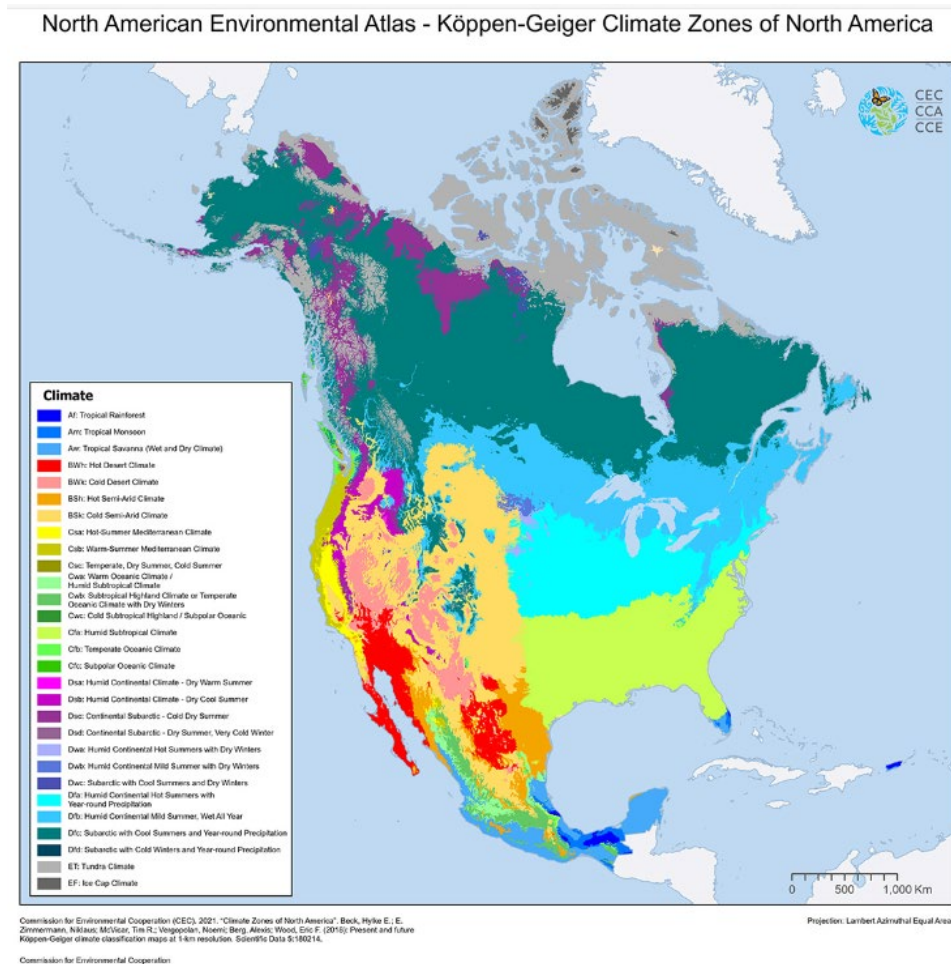 North American Environmental Atlas - Köppen-Geiger Climate Zones of North America
CEC
CCA
CCE
Climate
Af: Tropical Rainforest
Am: Tropical Monsoon
Aw: Tropical Savanna (Wet and Dry Climate)
BWh: Hot Desert Climate
BWk: Cold Desert Climate
BSh: Hot Semi-Arid Climate
BSk: Cold Semi-Arid Climate
Csa: Hot-Summer Mediterranean Climate
Csb: Warm-Summer Mediterranean Climate
Csc: Temperate, Dry Summer, Cold Summer
Cwa: Warm Oceanic Climate /
Humid Subtropical Climate
Cwb: Subtropical Highland Climate or Temperate
Oceanic Climate with Dry Winters
Cwc: Cold Subtropical Highland / Subpolar Oceanic
Cfa: Humid Subtropical Climate
Cfb: Temperate Oceanic Climate
Cfc: Subpolar Oceanic Climate
Dsa: Humid Continental Climate - Dry Warm Summer
Dsb: Humid Continental Climate - Dry Cool Summer
Dsc: Continental Subarctic - Cold Dry Summer
Dsd: Continental Subarctic - Dry Summer, Very Cold Winter
Dwa: Humid Continental Hot Summers with Dry Winters
Dwb: Humid Continental Mild Summer with Dry Winters
Dwc: Subarctic with Cool Summers and Dry Winters
Dfa: Humid Continental Hot Summers with
Year-round Precipitation
Dfb: Humid Continental Mild Summer, Wet All Year
Dfc: Subarctic with Cool Summers and Year-round Precipitation
Dfd: Subarctic with Cold Winters and Year-round Precipitation
ET: Tundra Climate
EF: Ice Cap Climate
0 500 1,000 Km
Commission for Environmental Cooperation (CEC). 2021. "Climate Zones of North America". Beck, Hylke E.; E.
Zimmermann, Niklaus; McVicar, Tim R.; Vergopolan, Noemi; Berg, Alexis; Wood, Eric F. (2018): Present and future
Köppen-Geiger climate classification maps at 1-km resolution. Scientific Data 5:180214.
Projection: Lambert Azimuthal Equal Area
Commission for Environmental Cooperation